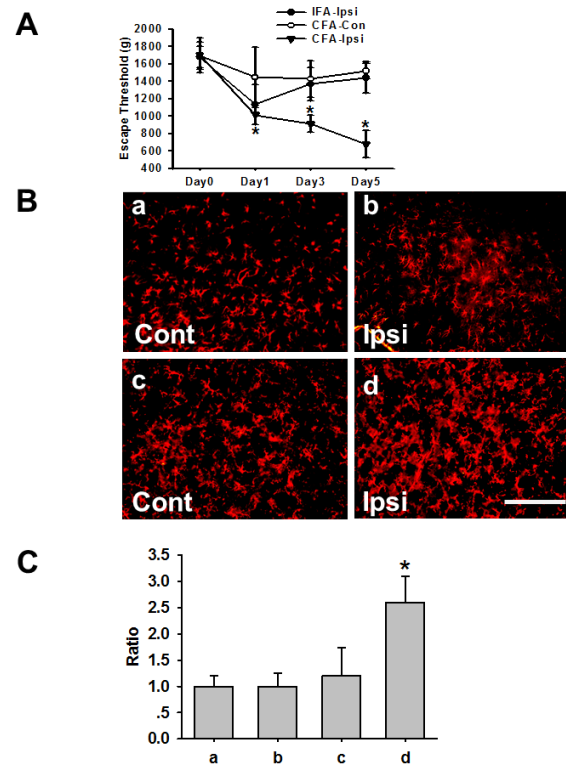 A
IFA-Ipsi
CFA-Con
CFA-Ipsi
Escape Threshold (g)
1800
1600
1400
1200
1000
800
600
400
*
*
*
Day0 Day1 Day3 Day5
B
a
Cont
b
Ipsi
c
Cont
d
Ipsi
C
Ratio
3.5
3.0
2.5
2.0
1.5
1.0
.5
0.0
*
a b c d